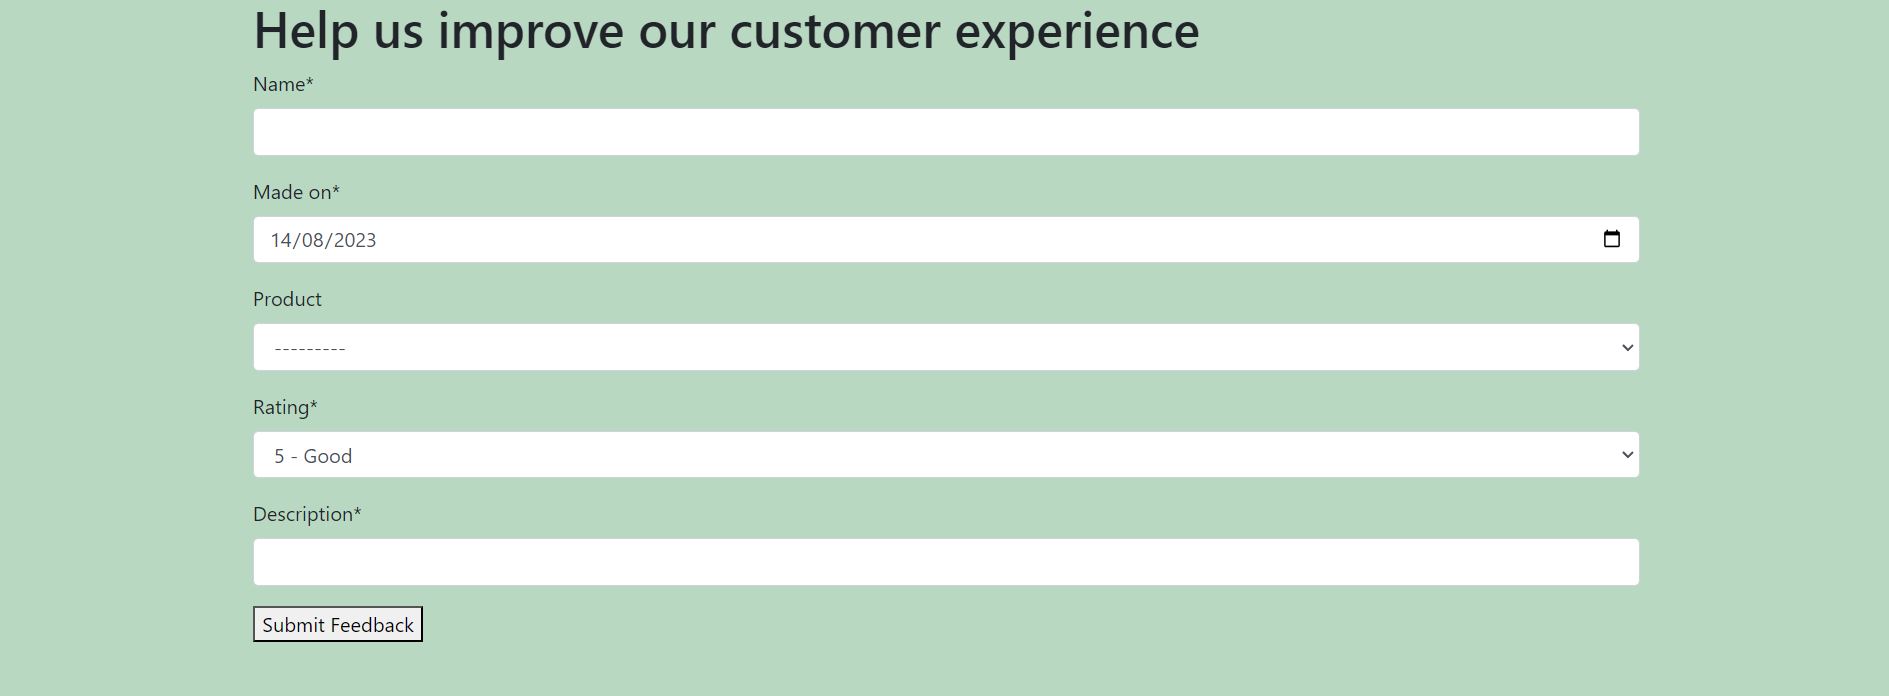 Help us improve our customer experience
Name*
Made on*
14/08/2023
Product
---------
Rating*
5 - Good
Description*
Submit Feedback